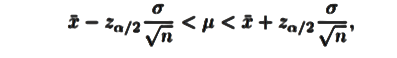 x̄ − z_{α/2} σ/√n < μ < x̄ + z_{α/2} σ/√n,